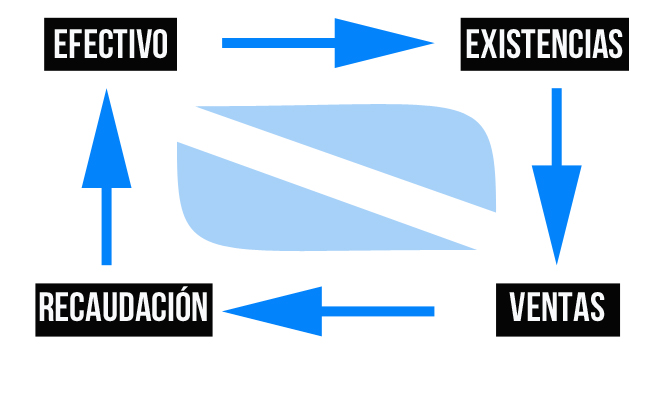 EFECTIVO
EXISTENCIAS
RECAUDACIÓN
VENTAS